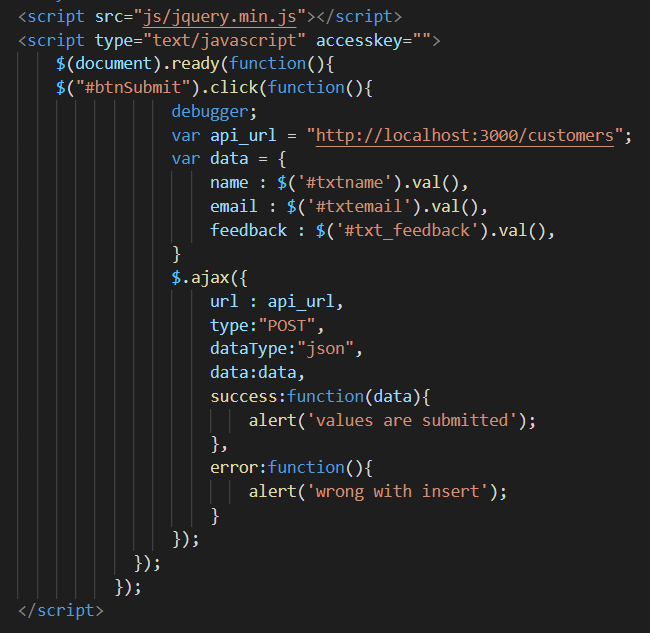 <script src="js/jquery.min.js"></script>
<script type="text/javascript" accesskey="">
$(document).ready(function(){
$("#btnSubmit").click(function(){
debugger;
var api_url = "http://localhost:3000/customers";
var data = {
name : $('#txtname').val(),
email : $('#txtemail').val(),
feedback : $('#txt_feedback').val(),
}
$.ajax({
url : api_url,
type:"POST",
dataType:"json",
data:data,
success:function(data){
alert('values are submitted');
},
error:function(){
alert('wrong with insert');
}
});
});
});
</script>